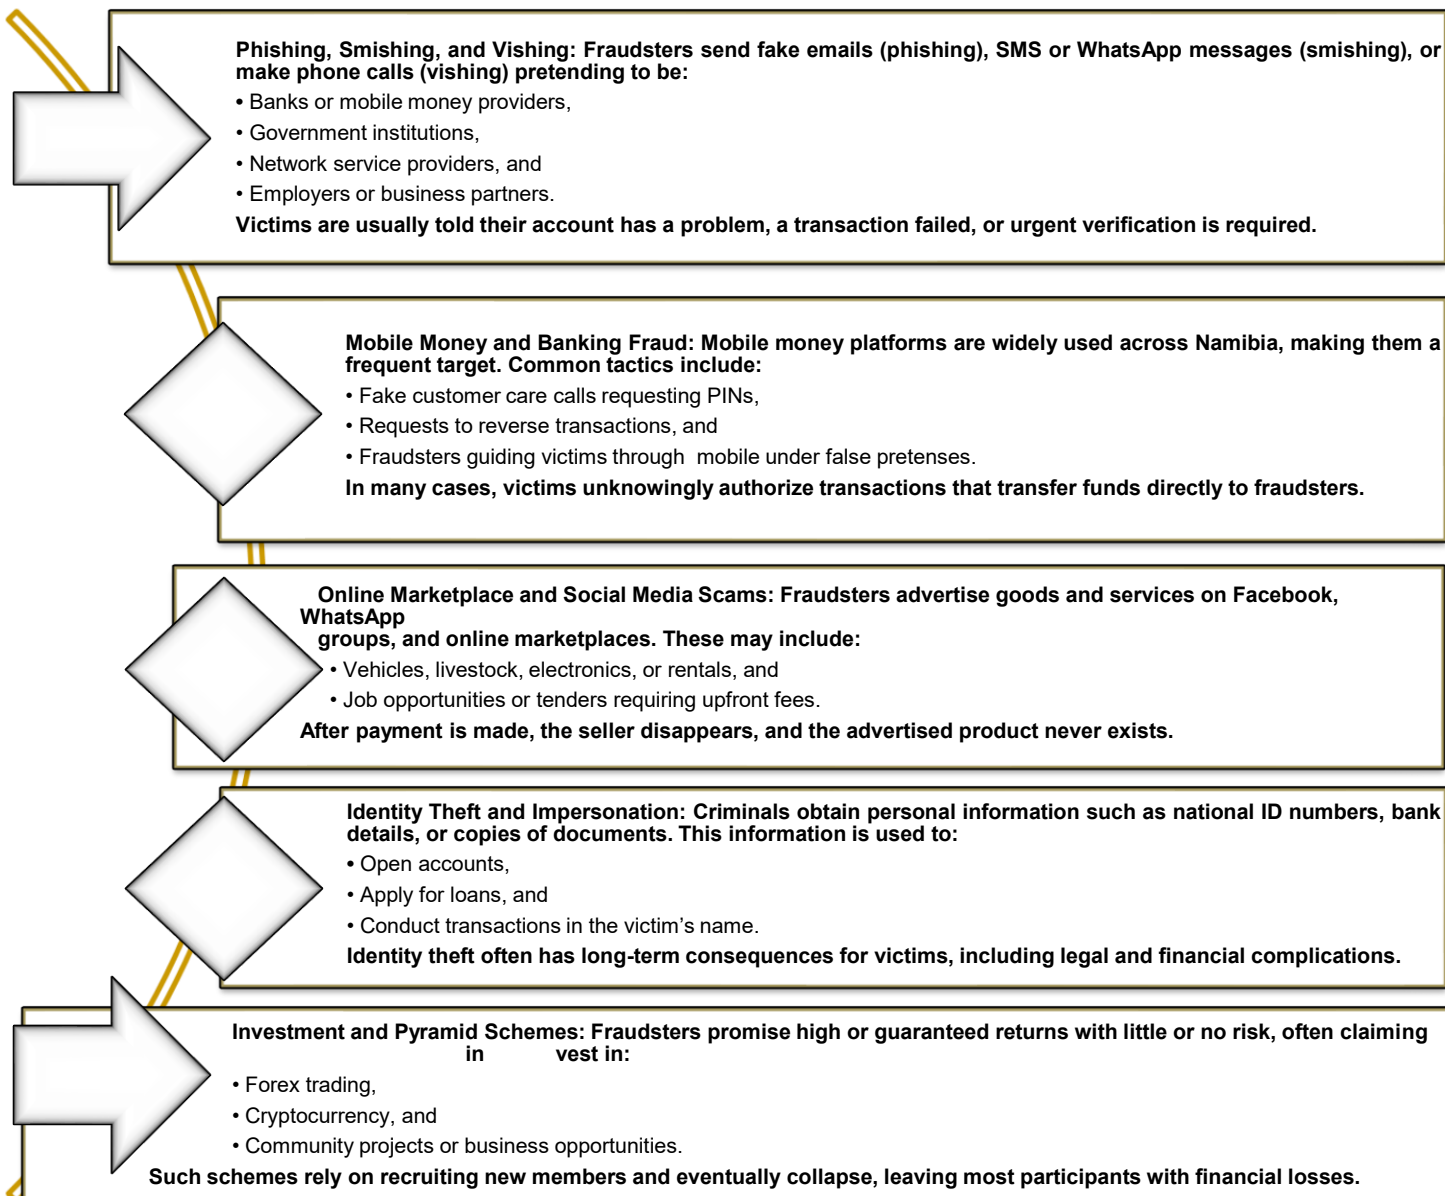 Phishing, Smishing, and Vishing: Fraudsters send fake emails (phishing), SMS or WhatsApp messages (smishing), or
make phone calls (vishing) pretending to be:
• Banks or mobile money providers,
• Government institutions,
• Network service providers, and
• Employers or business partners.
Victims are usually told their account has a problem, a transaction failed, or urgent verification is required.
Mobile Money and Banking Fraud: Mobile money platforms are widely used across Namibia, making them a
frequent target. Common tactics include:
• Fake customer care calls requesting PINs,
• Requests to reverse transactions, and
• Fraudsters guiding victims through mobile under false pretenses.
In many cases, victims unknowingly authorize transactions that transfer funds directly to fraudsters.
Online Marketplace and Social Media Scams: Fraudsters advertise goods and services on Facebook,
WhatsApp
groups, and online marketplaces. These may include:
• Vehicles, livestock, electronics, or rentals, and
• Job opportunities or tenders requiring upfront fees.
After payment is made, the seller disappears, and the advertised product never exists.
Identity Theft and Impersonation: Criminals obtain personal information such as national ID numbers, bank
details, or copies of documents. This information is used to:
• Open accounts,
• Apply for loans, and
• Conduct transactions in the victim’s name.
Identity theft often has long-term consequences for victims, including legal and financial complications.
Investment and Pyramid Schemes: Fraudsters promise high or guaranteed returns with little or no risk, often claiming
in vest in:
• Forex trading,
• Cryptocurrency, and
• Community projects or business opportunities.
Such schemes rely on recruiting new members and eventually collapse, leaving most participants with financial losses.